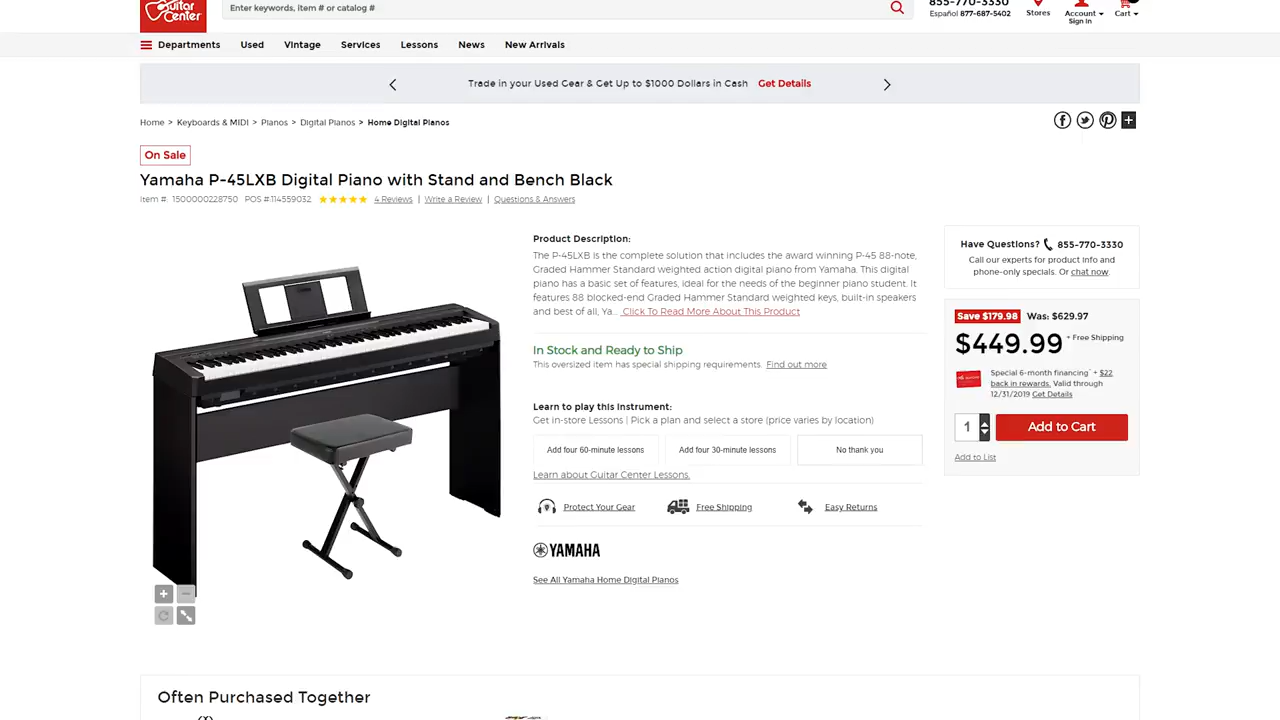 Guitar Center
Enter keywords, item # or catalog #
855-770-3330
Español 877-687-5402
Stores
Account
Sign in
Cart
Departments
Used
Vintage
Services
Lessons
News
New Arrivals
Trade in your Used Gear & Get Up to $1000 Dollars in Cash Get Details
Home > Keyboards & MIDI > Pianos > Digital Pianos > Home Digital Pianos
On Sale
Yamaha P-45LXB Digital Piano with Stand and Bench Black
Item #: 1500000228750 POS #:114559032 4 Reviews | Write a Review | Questions & Answers
Product Description:
The P-45LXB is the complete solution that includes the award winning P-45 88-note,
Graded Hammer Standard weighted action digital piano from Yamaha. This digital
piano has a basic set of features, ideal for the needs of the beginner piano student. It
features 88 blocked-end Graded Hammer Standard weighted keys, built-in speakers
and best of all, Ya... Click To Read More About This Product
In Stock and Ready to Ship
This oversized item has special shipping requirements. Find out more
Learn to play this instrument:
Get in-store Lessons | Pick a plan and select a store (price varies by location)
Add four 60-minute lessons
Add four 30-minute lessons
No thank you
Learn about Guitar Center Lessons.
Protect Your Gear
Free Shipping
Easy Returns
YAMAHA
See All Yamaha Home Digital Pianos
Have Questions? 855-770-3330
Call our experts for product info and
phone-only specials. Or chat now.
Save $179.98 Was: $629.97
$449.99 + Free Shipping
Special 6-month financing + $22
back in rewards. Valid through
12/31/2019 Get Details
1
Add to Cart
Add to List
Often Purchased Together